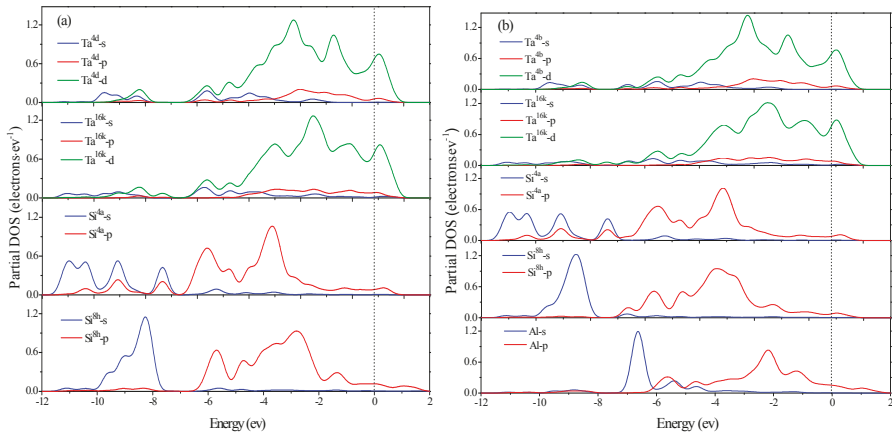 (a)
Ta4d-s
Ta4d-p
Ta4d-d
1.2
0.6
0.0
Ta16k-s
Ta16k-p
Ta16k-d
1.2
0.6
0.0
Si4a-s
Si4a-p
1.2
0.6
0.0
Si8h-s
Si8h-p
1.2
0.6
0.0
-12 -10 -8 -6 -4 -2 0 2
Energy (ev)
Partial DOS (electrons·ev-1)
(b)
Ta4b-s
Ta4b-p
Ta4b-d
1.2
0.6
0.0
Ta16k-s
Ta16k-p
Ta16k-d
1.2
0.6
0.0
Si4a-s
Si4a-p
1.2
0.6
0.0
Si8h-s
Si8h-p
1.2
0.6
0.0
Al-s
Al-p
1.2
0.6
0.0
-12 -10 -8 -6 -4 -2 0 2
Energy (ev)
Partial DOS (electrons·ev-1)